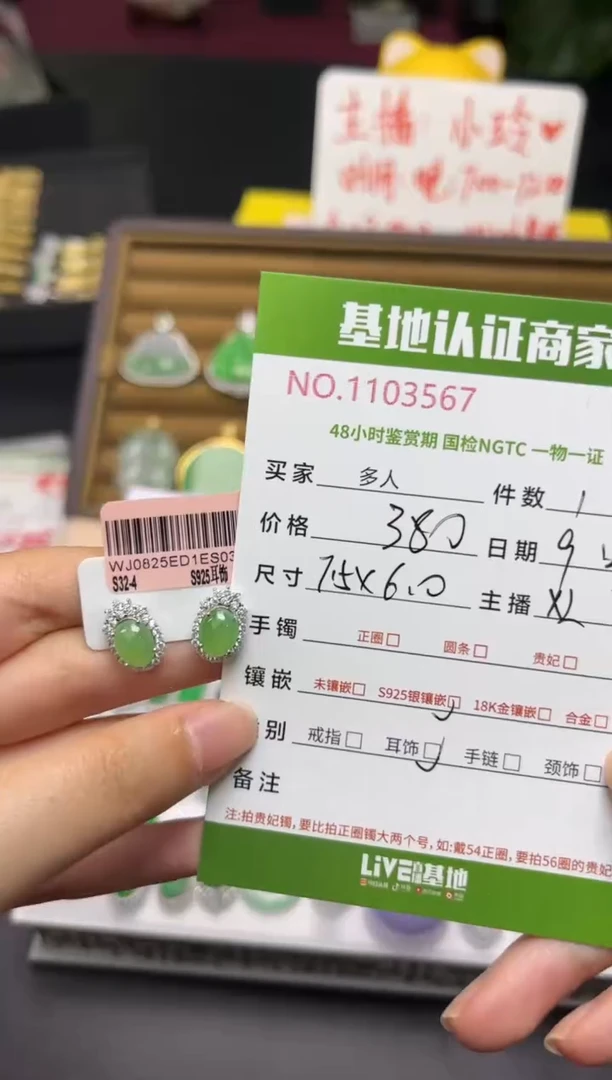 主播 小玲❤
基地认证商家
NO.1103567
48小时鉴赏期 国检NGTC 一物一证
买家 多人 件数 1
价格 380 日期 9
尺寸 7.5X6.0 主播 XL
WJ0825ED1ES03
S32-4 S925耳饰
手镯 正圈□ 圆条□ 贵妃□
镶嵌 未镶嵌□ S925银镶嵌□ 18K金镶嵌□ 合金□
别 戒指□ 耳饰□ 手链□ 颈饰□
备注
注:拍贵妃镯,要比拍正圈镯大两个号,如:戴54正圈,要拍56圈的贵妃
LIVE 基地